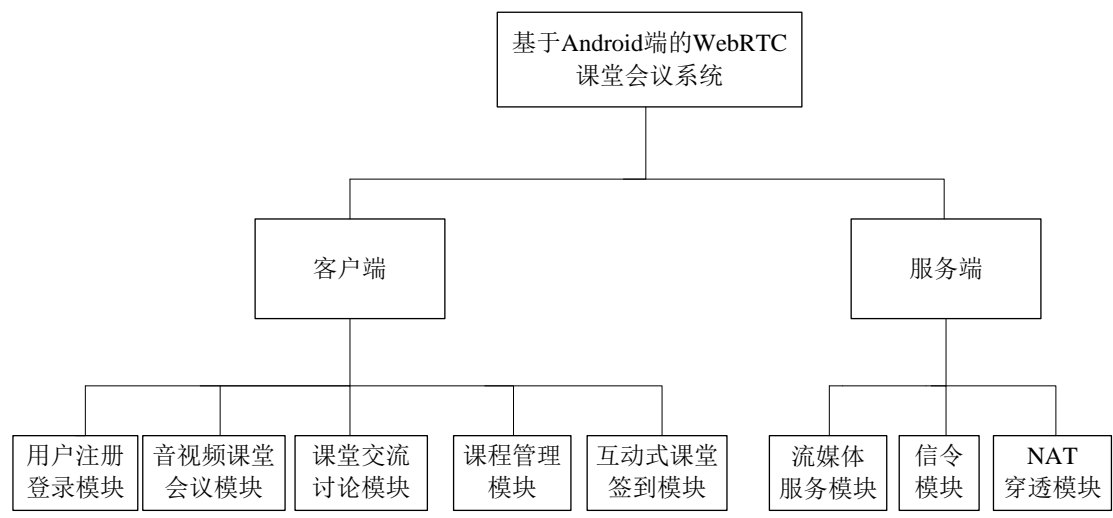 基于Android端的WebRTC
课堂会议系统
客户端
服务端
用户注册
登录模块
音视频课堂
会议模块
课堂交流
讨论模块
课程管理
模块
互动式课堂
签到模块
流媒体
服务模块
信令
模块
NAT
穿透模块